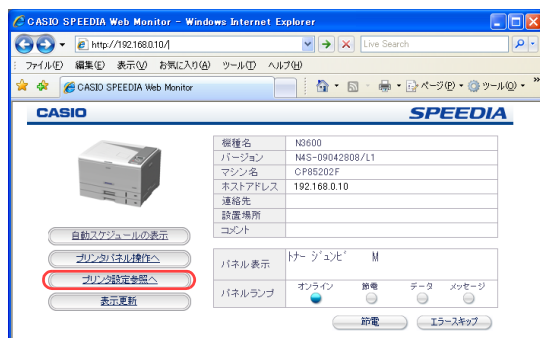 CASIO SPEEDIA Web Monitor - Windows Internet Explorer
http://192.168.0.10/
Live Search
ファイル(F) 編集(E) 表示(V) お気に入り(A) ツール(T) ヘルプ(H)
CASIO SPEEDIA Web Monitor
ページ(P) ツール(O)
CASIO SPEEDIA
機種名 N3600
バージョン N4S-09042808/L1
マシン名 CP85202F
ホストアドレス 192.168.0.10
連絡先
設置場所
コメント
自動スケジュールの表示
プリンタパネル操作へ
プリンタ設定参照へ
表示更新
パネル表示 トナー ジュンビ M
パネルランプ オンライン 節電 データ メッセージ
節電 エラースキップ